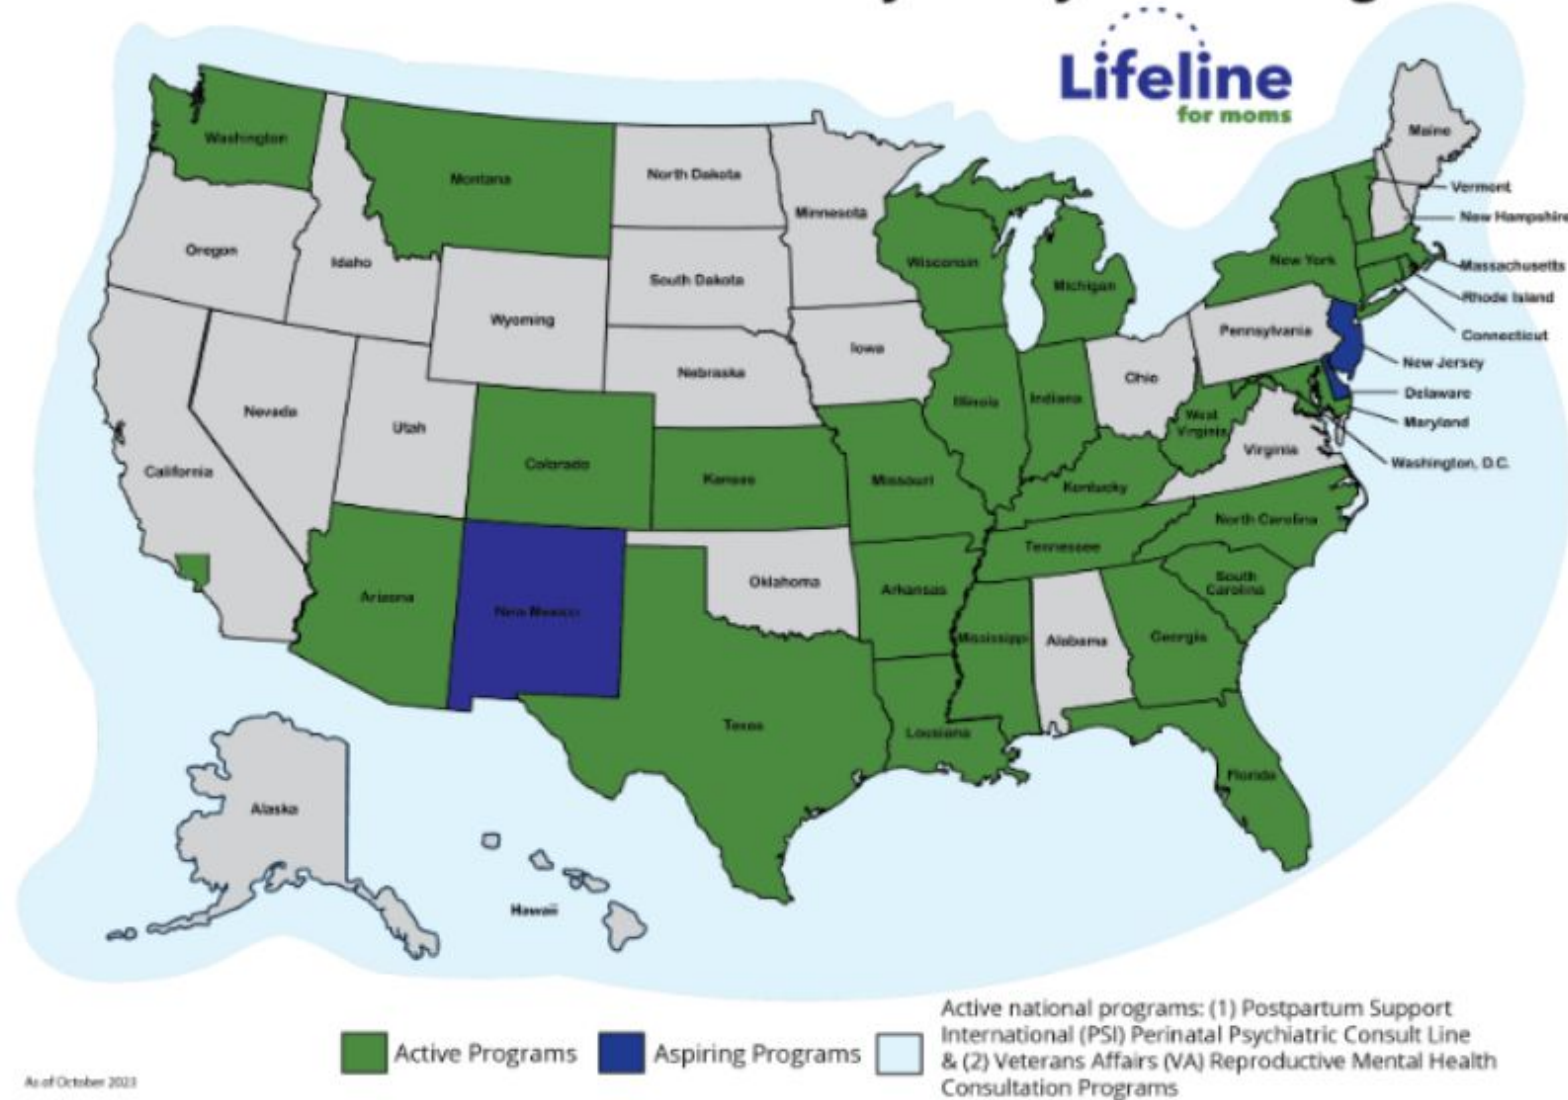 Lifeline
for moms
Washington
Montana
North Dakota
Minnesota
Maine
Vermont
New Hampshire
Oregon
Idaho
South Dakota
Wisconsin
Michigan
New York
Massachusetts
Rhode Island
Connecticut
Wyoming
Pennsylvania
Iowa
Nebraska
Ohio
New Jersey
Delaware
Maryland
Washington, D.C.
Nevada
Utah
Illinois
Indiana
West
Virginia
Virginia
California
Colorado
Kansas
Missouri
Kentucky
North Carolina
Tennessee
Arizona
New Mexico
Oklahoma
Arkansas
South
Carolina
Mississippi
Alabama
Georgia
Texas
Lousiana
Florida
Alaska
Hawaii
Active Programs
Aspiring Programs
Active national programs: (1) Postpartum Support
International (PSI) Perinatal Psychiatric Consult Line
& (2) Veterans Affairs (VA) Reproductive Mental Health
Consultation Programs
As of October 2023